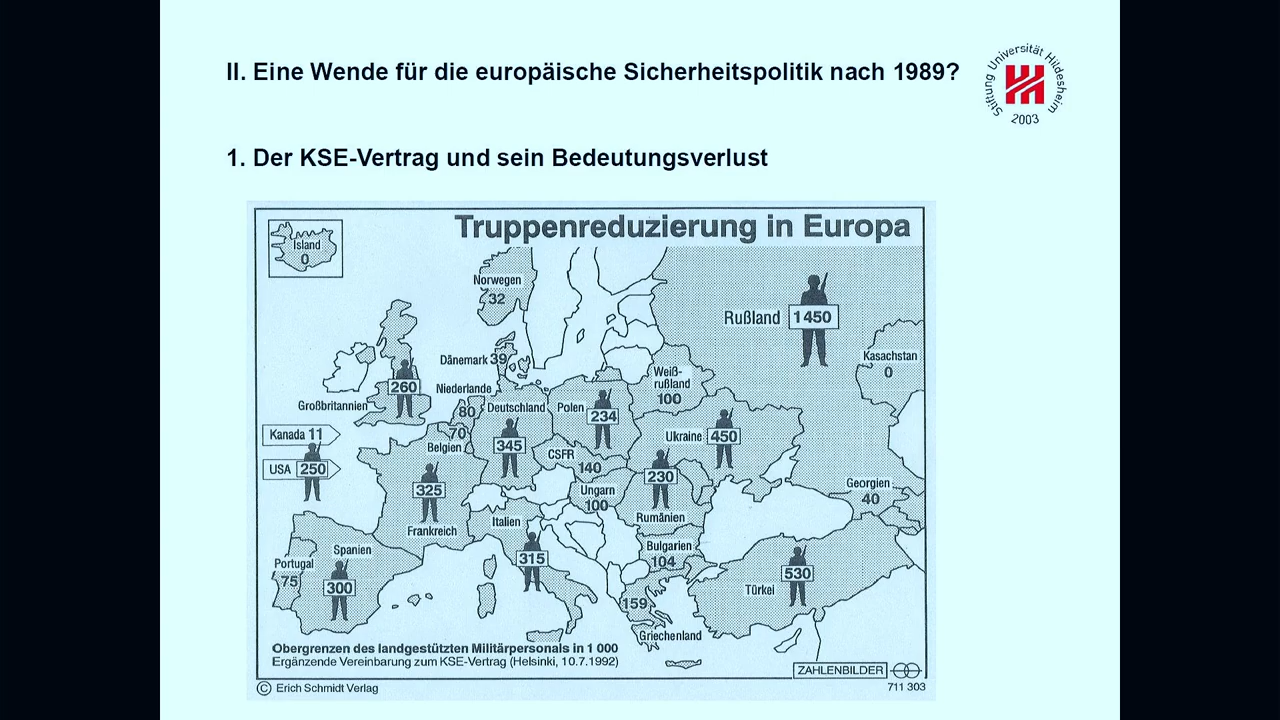 II. Eine Wende für die europäische Sicherheitspolitik nach 1989?
Stiftung Universität Hildesheim
2003
1. Der KSE-Vertrag und sein Bedeutungsverlust
Truppenreduzierung in Europa
Island
0
Norwegen
32
Rußland 1450
Kasachstan
0
Dänemark 39
Weiß-
rußland
100
260
Großbritannien
Niederlande
80
Deutschland
345
Polen
234
Ukraine 450
Kanada 11
USA 250
70
Belgien
CSFR
140
230
Rumänien
Ungarn
100
Georgien
40
325
Frankreich
Italien
315
Bulgarien
104
Spanien
300
Portugal
75
530
Türkei
159
Griechenland
Obergrenzen des landgestützten Militärpersonals in 1 000
Ergänzende Vereinbarung zum KSE-Vertrag (Helsinki, 10.7.1992)
ZAHLENBILDER
© Erich Schmidt Verlag
711 303